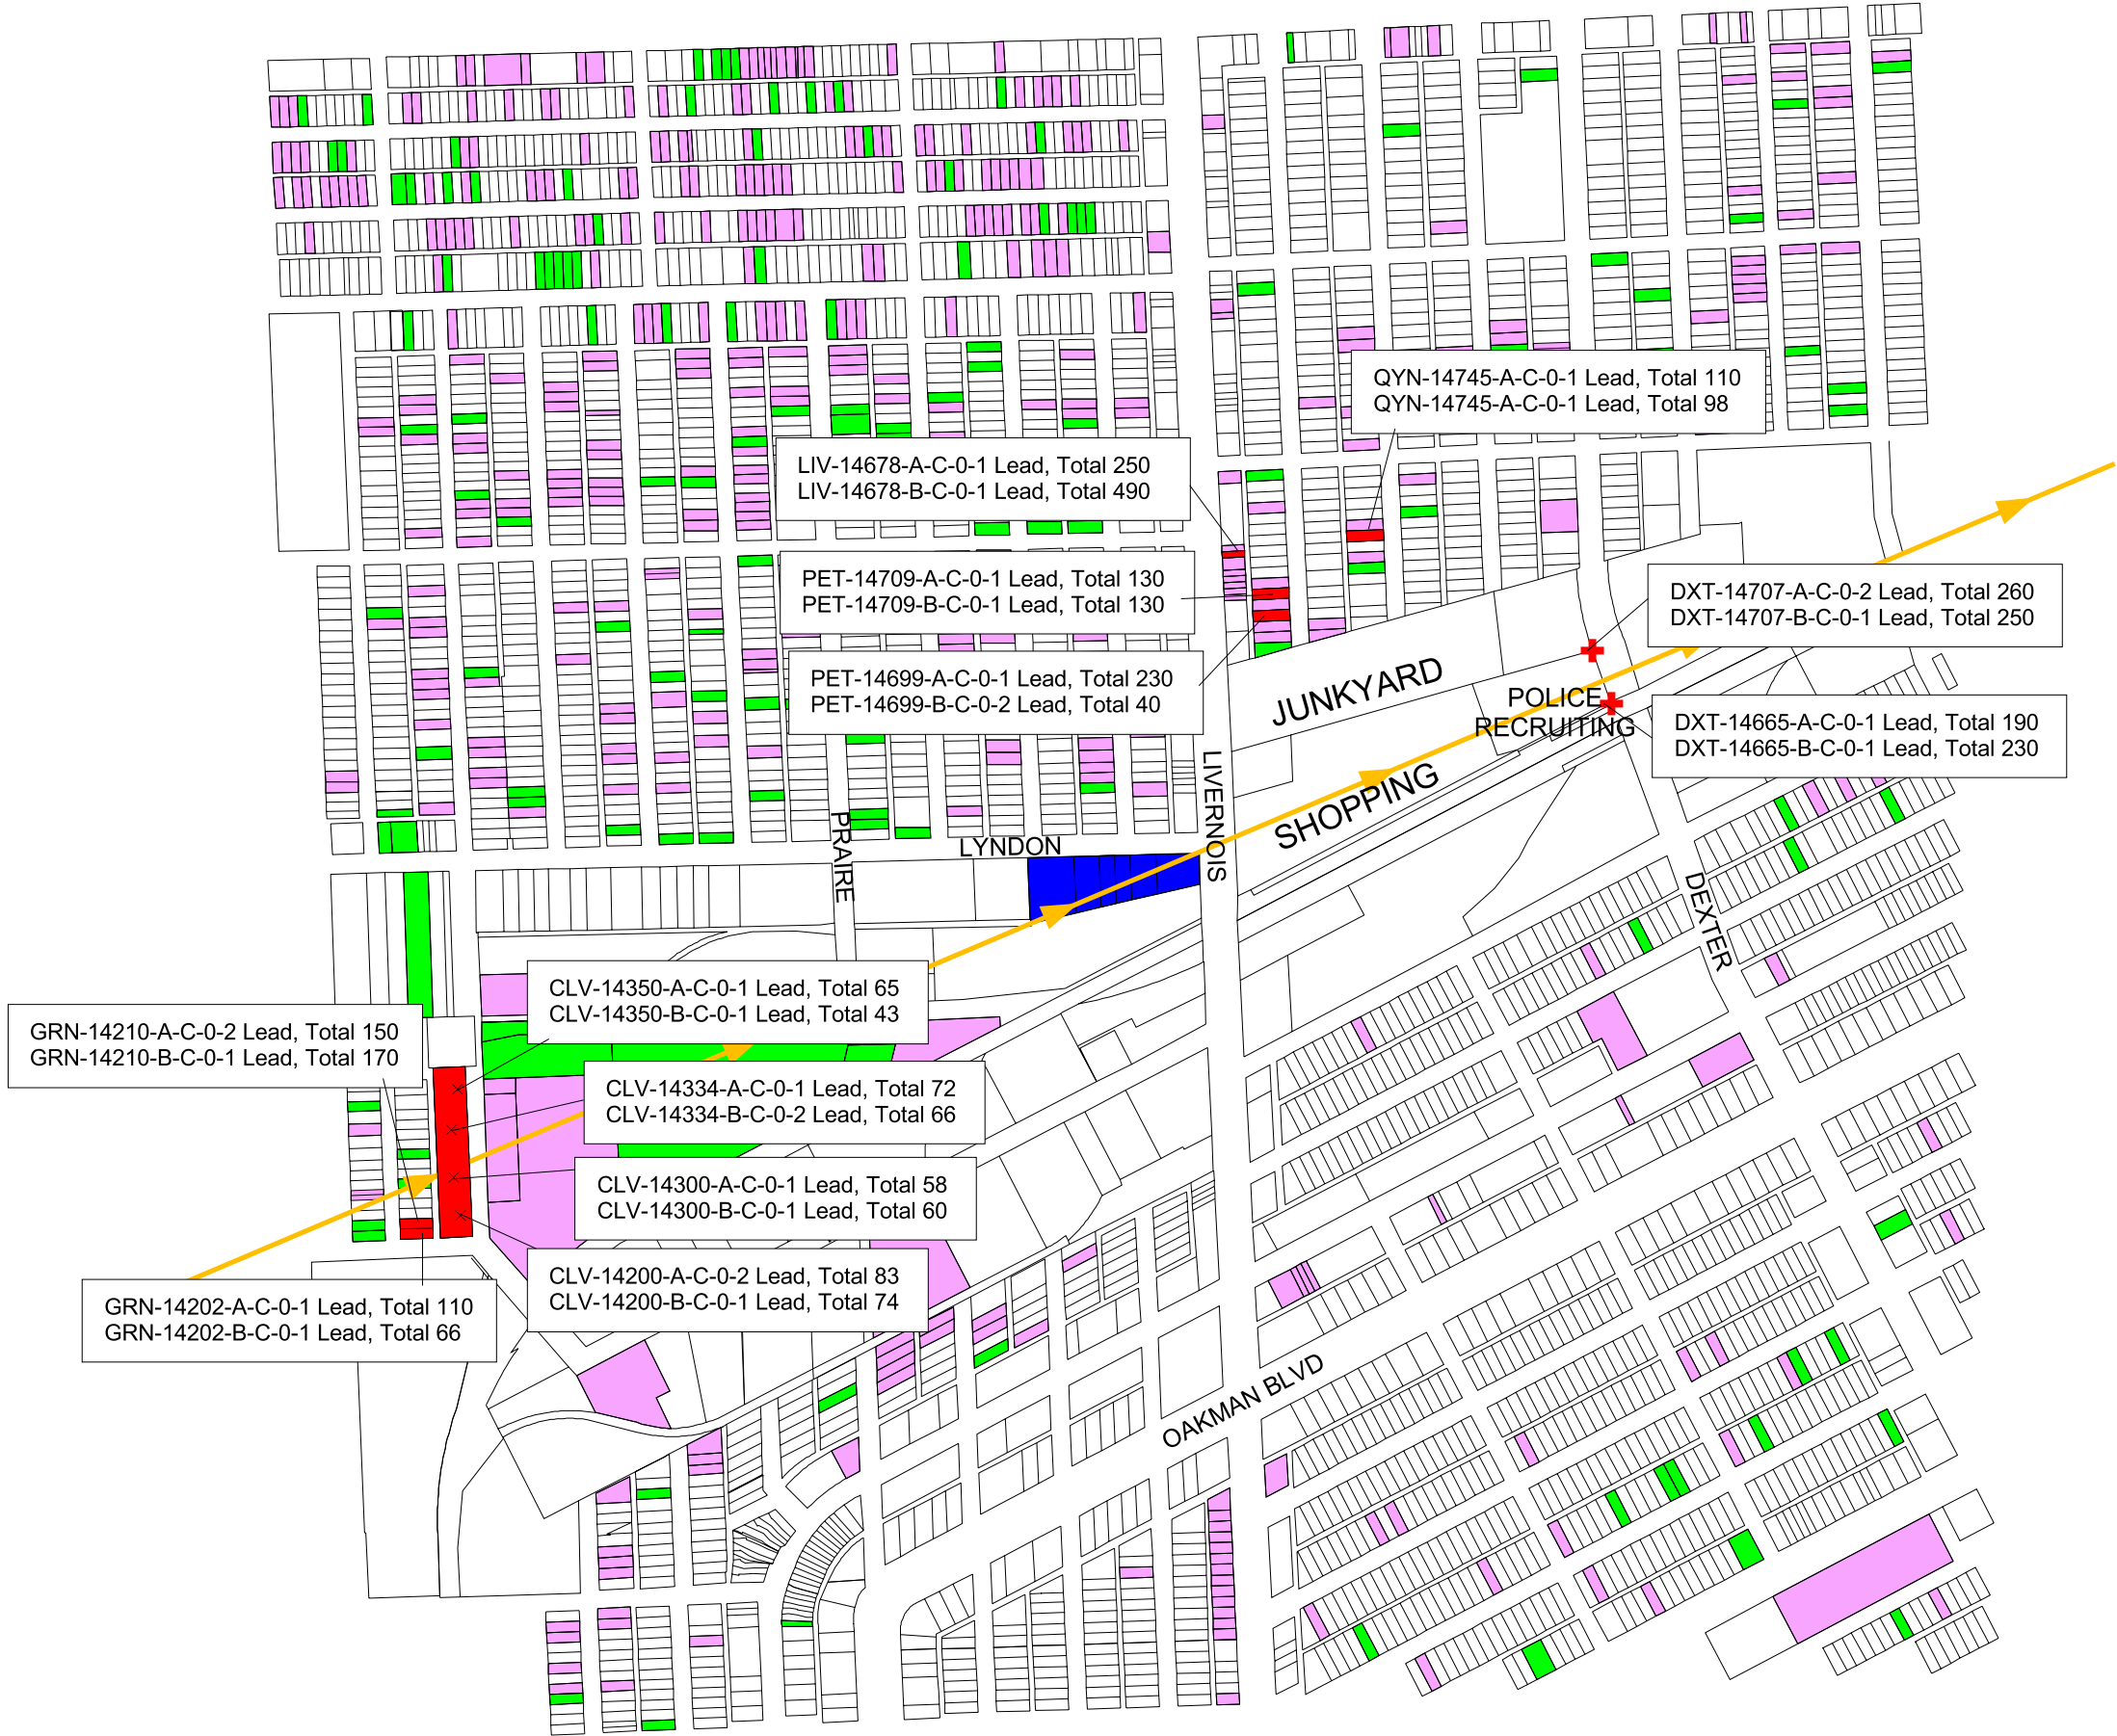 QYN-14745-A-C-0-1 Lead, Total 110
QYN-14745-A-C-0-1 Lead, Total 98
LIV-14678-A-C-0-1 Lead, Total 250
LIV-14678-B-C-0-1 Lead, Total 490
PET-14709-A-C-0-1 Lead, Total 130
PET-14709-B-C-0-1 Lead, Total 130
DXT-14707-A-C-0-2 Lead, Total 260
DXT-14707-B-C-0-1 Lead, Total 250
PET-14699-A-C-0-1 Lead, Total 230
PET-14699-B-C-0-2 Lead, Total 40
JUNKYARD
POLICE
RECRUITING
DXT-14665-A-C-0-1 Lead, Total 190
DXT-14665-B-C-0-1 Lead, Total 230
LIVERNOIS
SHOPPING
PRAIRE
LYNDON
DEXTER
CLV-14350-A-C-0-1 Lead, Total 65
CLV-14350-B-C-0-1 Lead, Total 43
GRN-14210-A-C-0-2 Lead, Total 150
GRN-14210-B-C-0-1 Lead, Total 170
CLV-14334-A-C-0-1 Lead, Total 72
CLV-14334-B-C-0-2 Lead, Total 66
CLV-14300-A-C-0-1 Lead, Total 58
CLV-14300-B-C-0-1 Lead, Total 60
CLV-14200-A-C-0-2 Lead, Total 83
CLV-14200-B-C-0-1 Lead, Total 74
GRN-14202-A-C-0-1 Lead, Total 110
GRN-14202-B-C-0-1 Lead, Total 66
OAKMAN BLVD